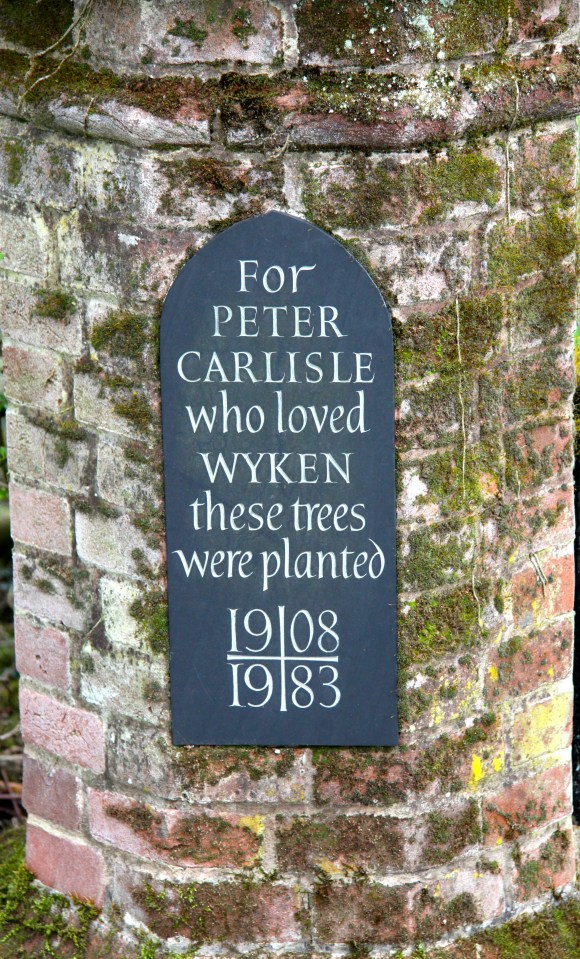 For
PETER
CARLISLE
who loved
WYKEN
these trees
were planted
19 08
19 83